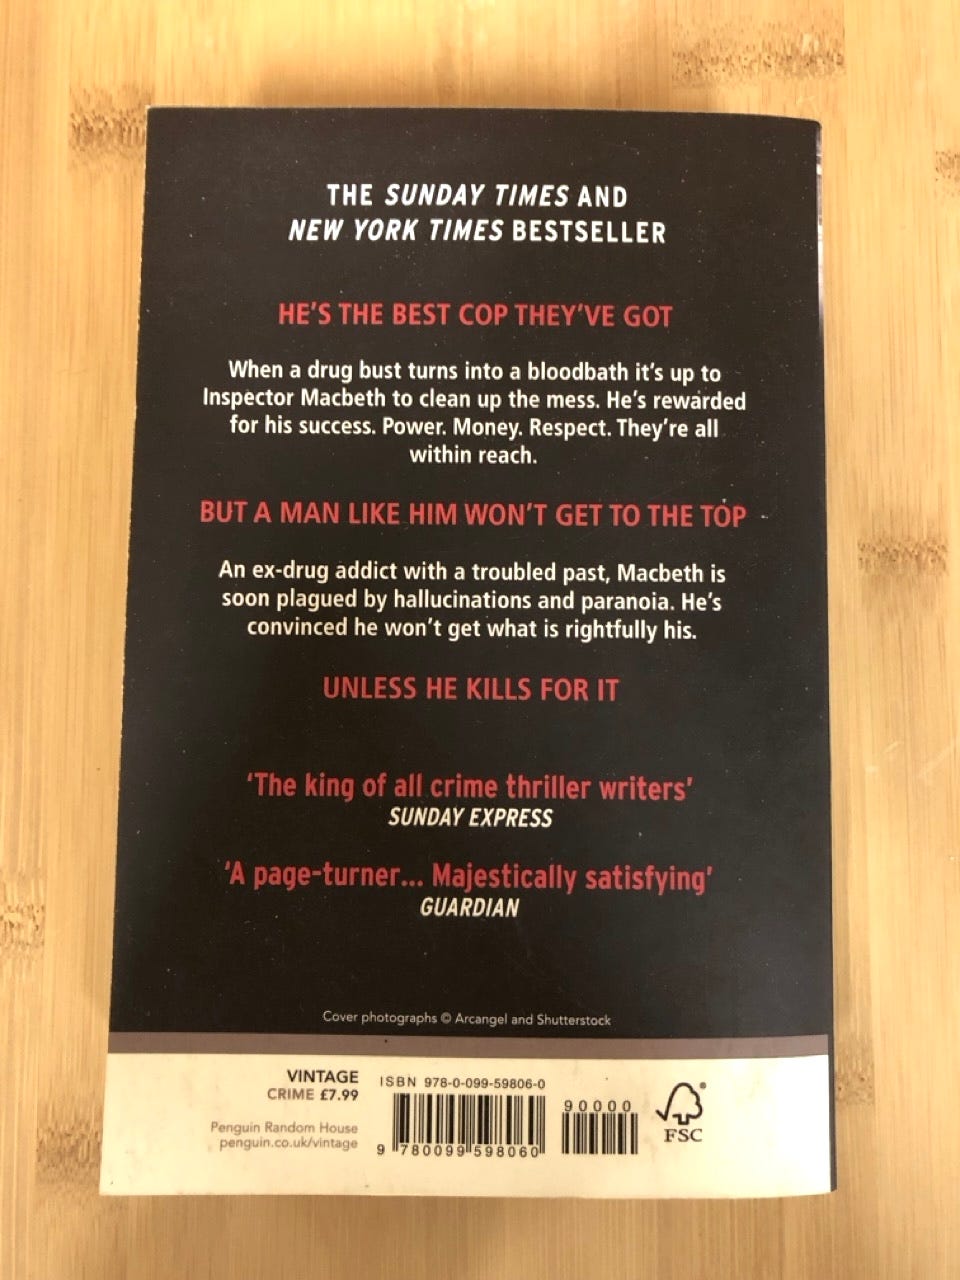 THE SUNDAY TIMES AND
NEW YORK TIMES BESTSELLER
HE'S THE BEST COP THEY'VE GOT
When a drug bust turns into a bloodbath it's up to
Inspector Macbeth to clean up the mess. He's rewarded
for his success. Power. Money. Respect. They're all
within reach.
BUT A MAN LIKE HIM WON'T GET TO THE TOP
An ex-drug addict with a troubled past, Macbeth is
soon plagued by hallucinations and paranoia. He's
convinced he won't get what is rightfully his.
UNLESS HE KILLS FOR IT
'The king of all crime thriller writers'
SUNDAY EXPRESS
'A page-turner... Majestically satisfying'
GUARDIAN
Cover photographs © Arcangel and Shutterstock
VINTAGE
CRIME £7.99
Penguin Random House
penguin.co.uk/vintage
ISBN 978-0-099-59806-0
90000
9 780099 598060
FSC